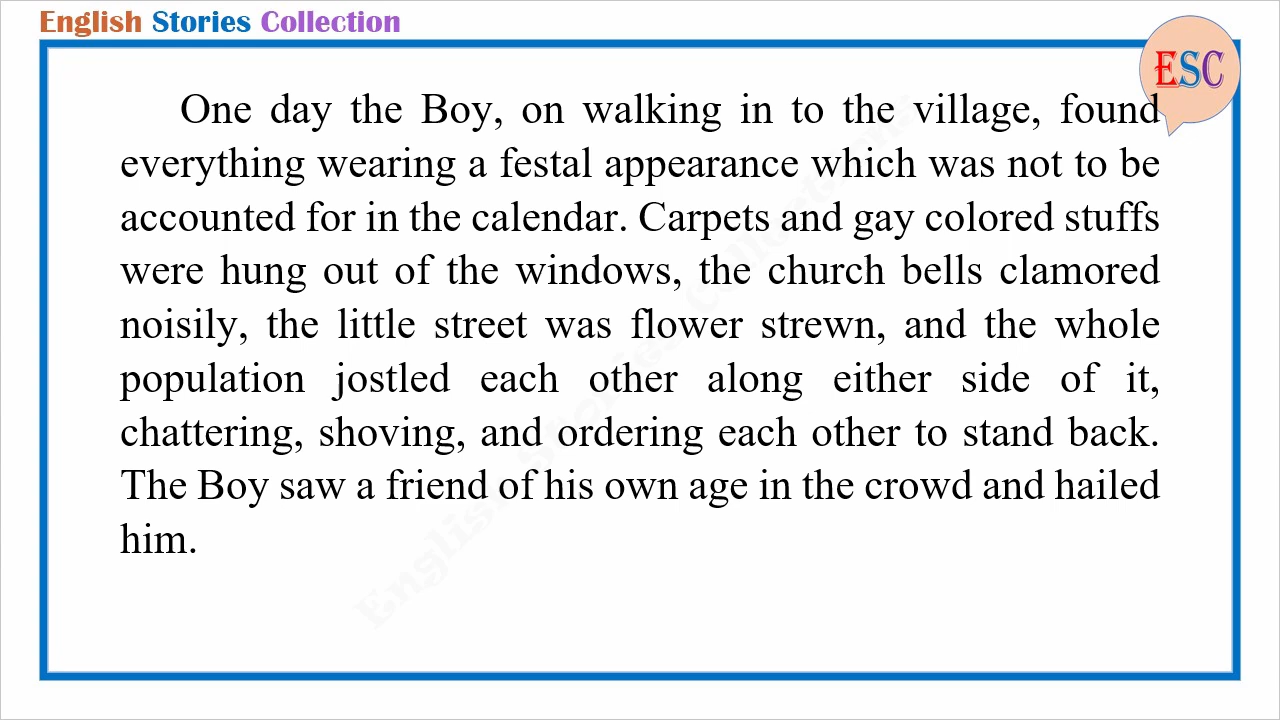 English Stories Collection
ESC
One day the Boy, on walking in to the village, found
everything wearing a festal appearance which was not to be
accounted for in the calendar. Carpets and gay colored stuffs
were hung out of the windows, the church bells clamored
noisily, the little street was flower strewn, and the whole
population jostled each other along either side of it,
chattering, shoving, and ordering each other to stand back.
The Boy saw a friend of his own age in the crowd and hailed
him.
English Stories Collection